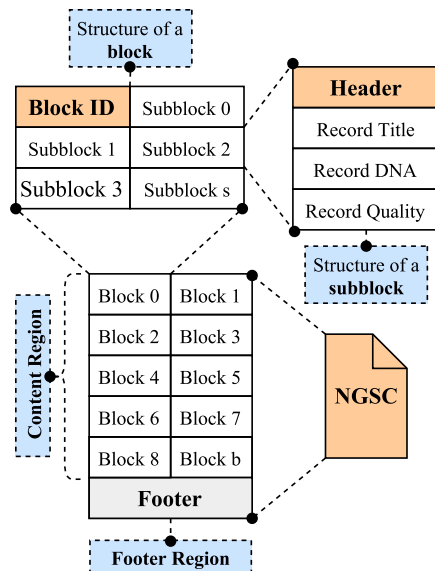 Structure of a
block
Block ID
Subblock 0
Subblock 1
Subblock 2
Subblock 3
Subblock s
Header
Record Title
Record DNA
Record Quality
Structure of a
subblock
Content Region
Block 0
Block 1
Block 2
Block 3
Block 4
Block 5
Block 6
Block 7
Block 8
Block b
Footer
NGSC
Footer Region